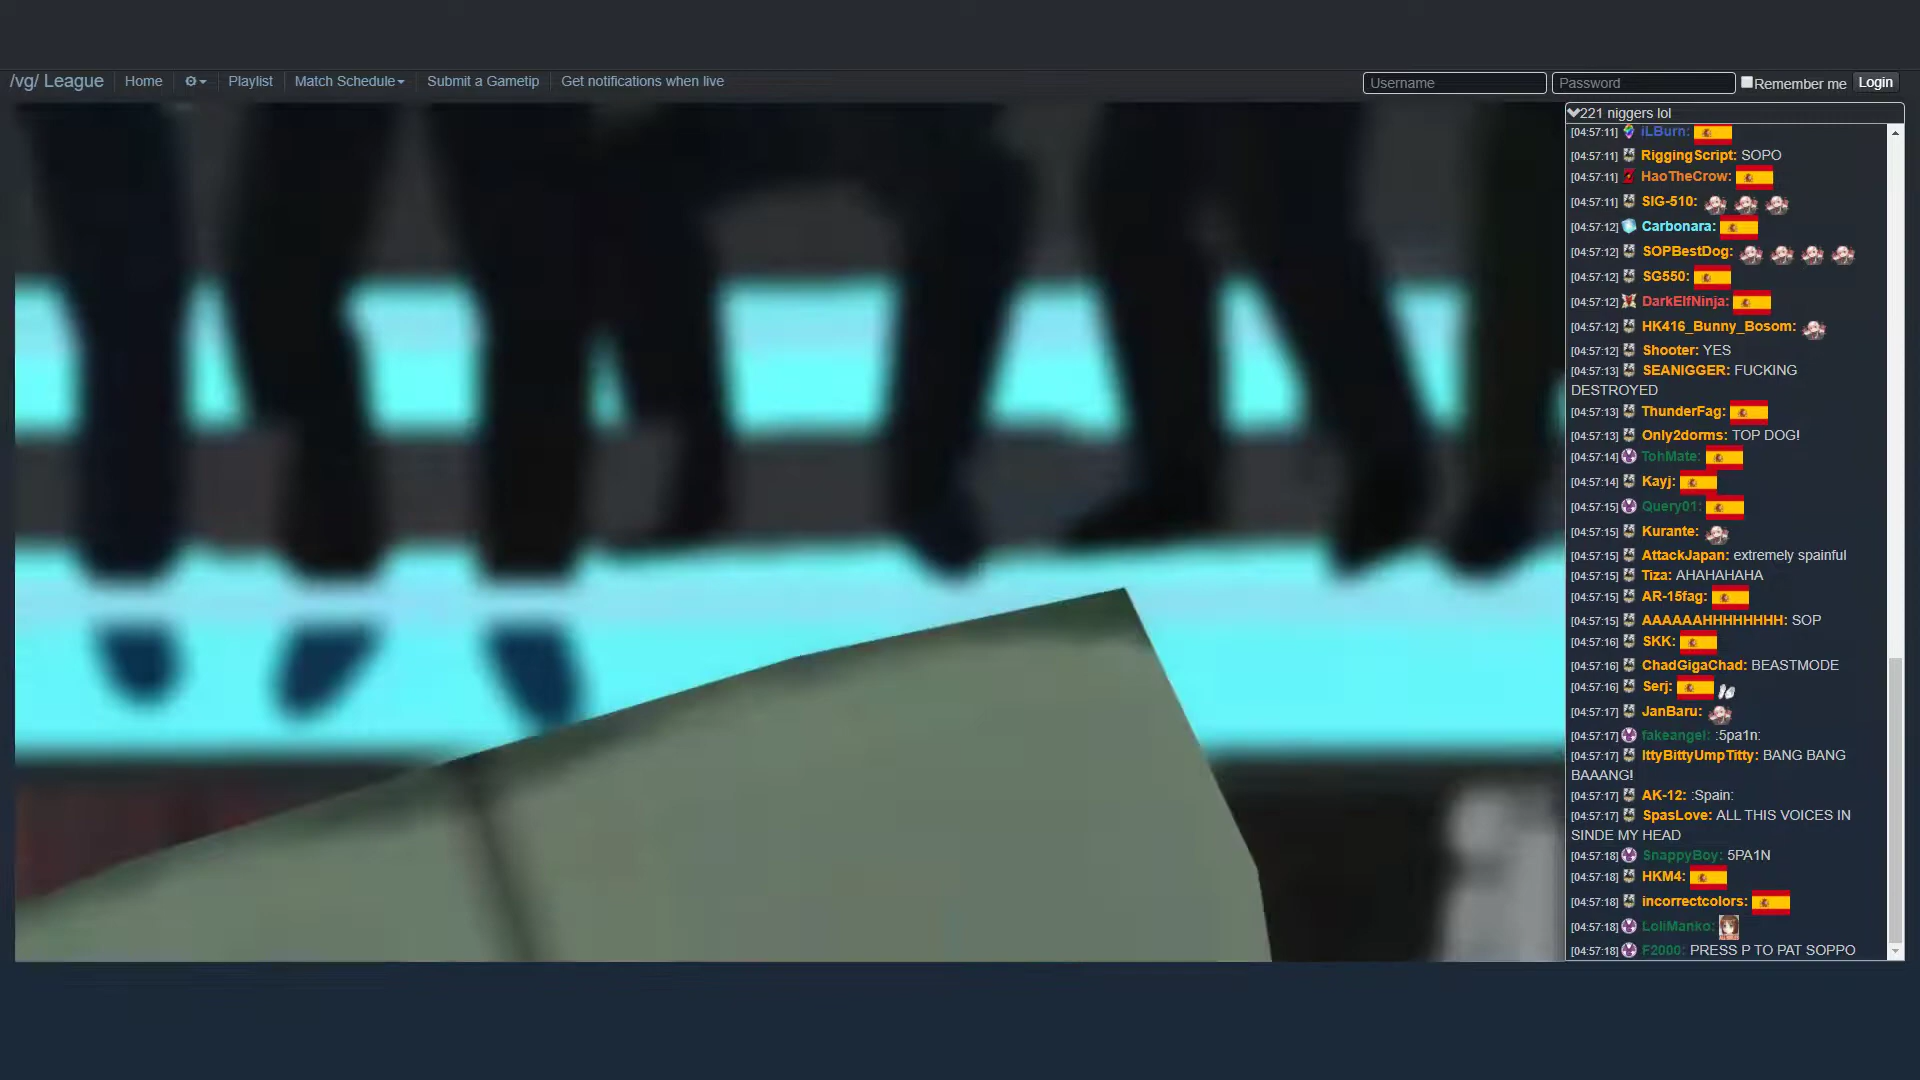 /vg/ League Home Playlist Match Schedule Submit a Gametip Get notifications when live Username Password Remember me Login
221 niggers lol
[04:57:11] iLBurn:
[04:57:11] RiggingScript: SOPO
[04:57:11] HaoTheCrow:
[04:57:11] SIG-510:
[04:57:12] Carbonara:
[04:57:12] SOPBestDog:
[04:57:12] SG550:
[04:57:12] DarkElfNinja:
[04:57:12] HK416_Bunny_Bosom:
[04:57:12] Shooter: YES
[04:57:13] SEANIGGER: FUCKING
DESTROYED
[04:57:13] ThunderFag:
[04:57:13] Only2dorms: TOP DOG!
[04:57:14] TohMate:
[04:57:14] Kayj:
[04:57:15] Query01:
[04:57:15] Kurante:
[04:57:15] AttackJapan: extremely spainful
[04:57:15] Tiza: AHAHAHAHA
[04:57:15] AR-15fag:
[04:57:15] AAAAAAHHHHHHHHH: SOP
[04:57:16] SKK:
[04:57:16] ChadGigaChad: BEASTMODE
[04:57:16] Serj:
[04:57:17] JanBaru:
[04:57:17] fakeangel: :5pa1n:
[04:57:17] IttyBittyUmpTitty: BANG BANG
BAAANG!
[04:57:17] AK-12: :Spain:
[04:57:17] SpasLove: ALL THIS VOICES IN
SINDE MY HEAD
[04:57:18] SnappyBoy: 5PA1N
[04:57:18] HKM4:
[04:57:18] incorrectcolors:
[04:57:18] LoliManko:
[04:57:18] F2000: PRESS P TO PAT SOPPO